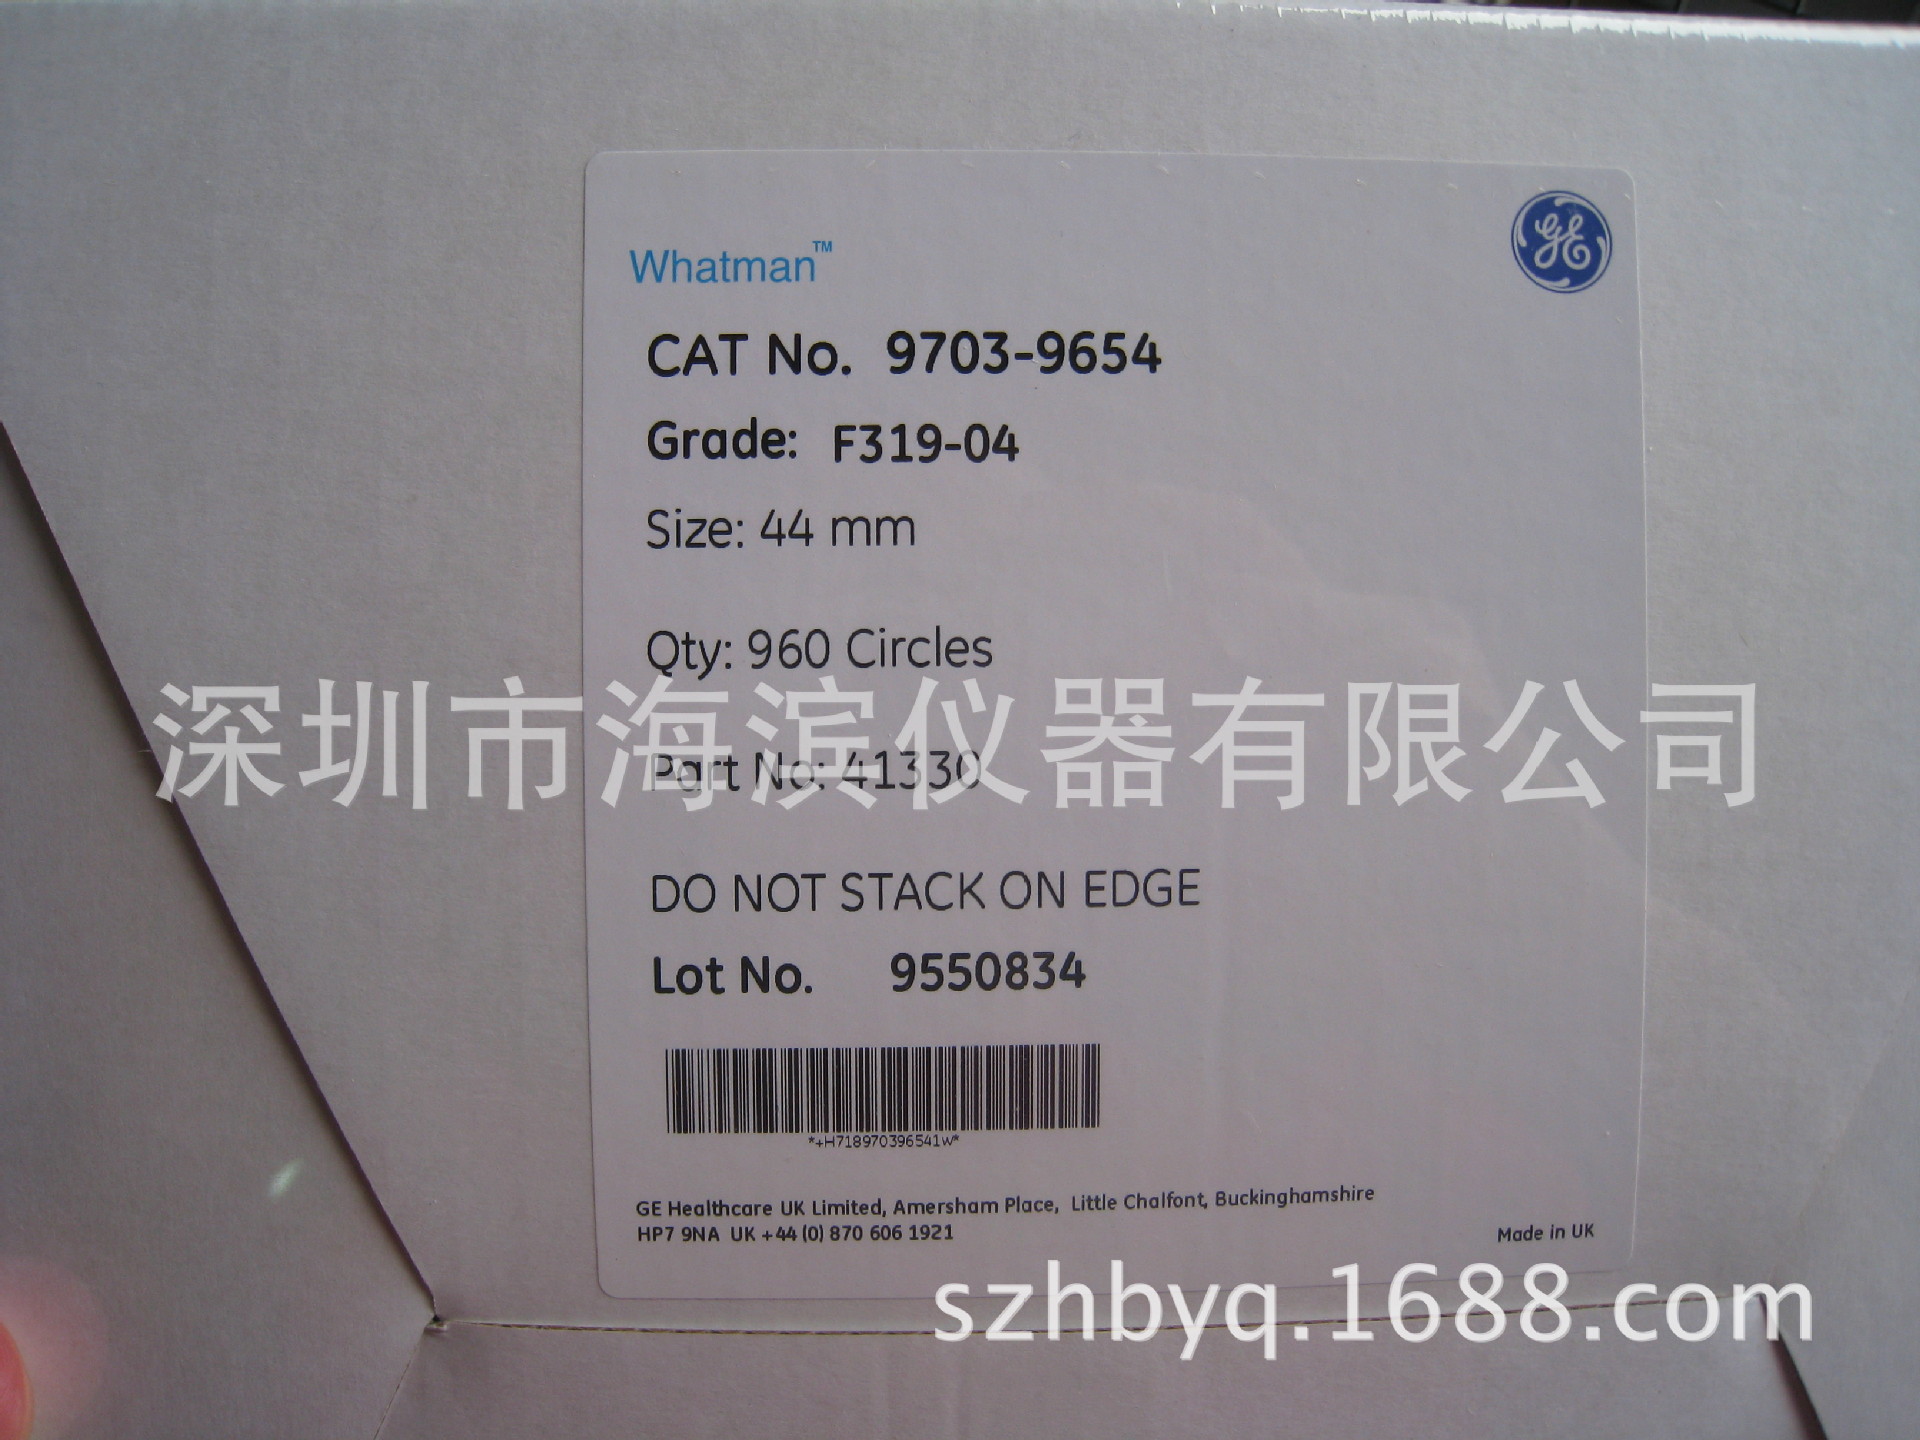 Whatman™
GE
CAT No. 9703-9654
Grade: F319-04
Size: 44 mm
Qty: 960 Circles
深圳市海滨仪器有限公司
Part No: 41330
DO NOT STACK ON EDGE
Lot No. 9550834
*+H718970396541W*
GE Healthcare UK Limited, Amersham Place, Little Chalfont, Buckinghamshire
HP7 9NA UK +44 (0) 870 606 1921
Made in UK
szhbyq.1688.com